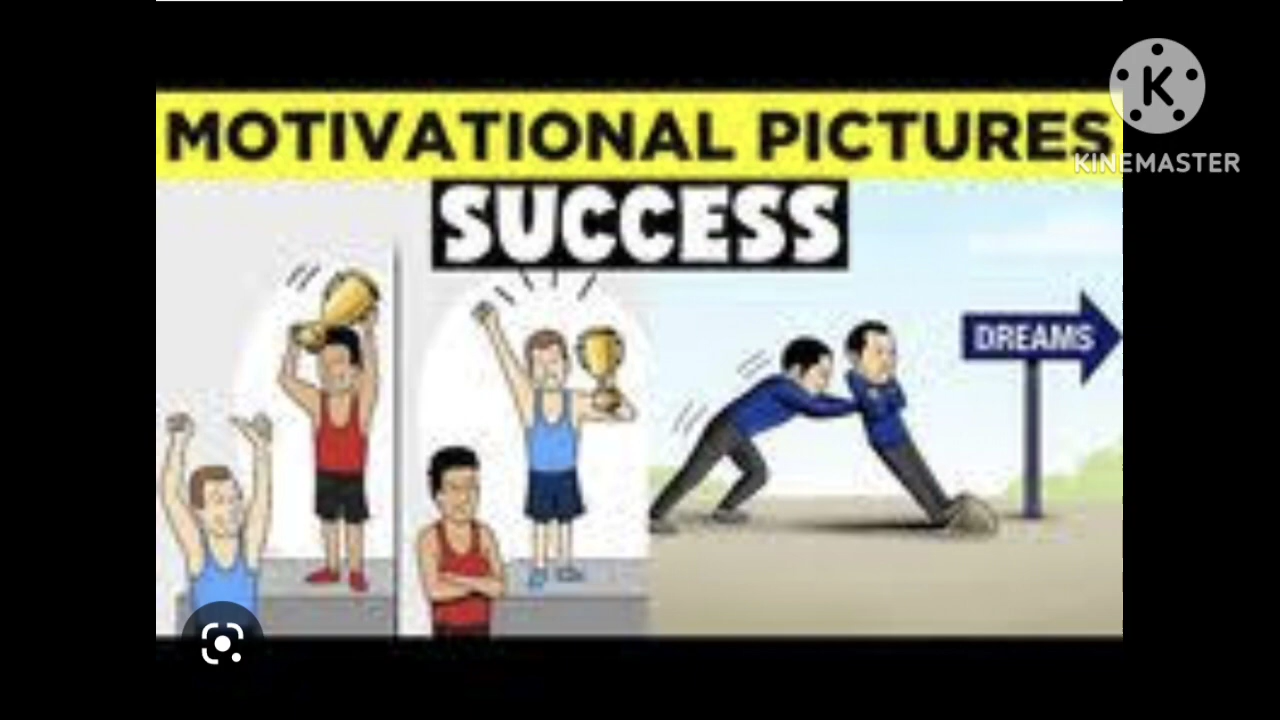 MOTIVATIONAL PICTURES
K
KINEMASTER
SUCCESS
DREAMS